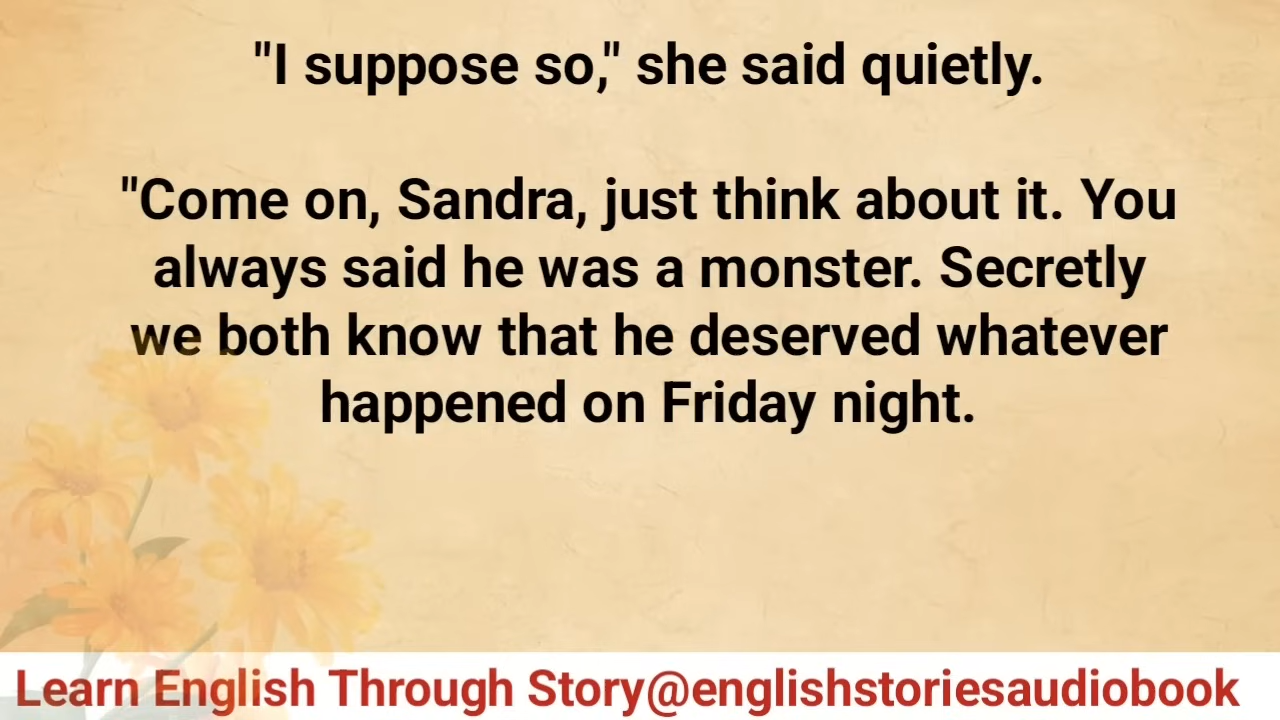 "I suppose so," she said quietly.
"Come on, Sandra, just think about it. You
always said he was a monster. Secretly
we both know that he deserved whatever
happened on Friday night.
Learn English Through Story@englishstoriesaudiobook